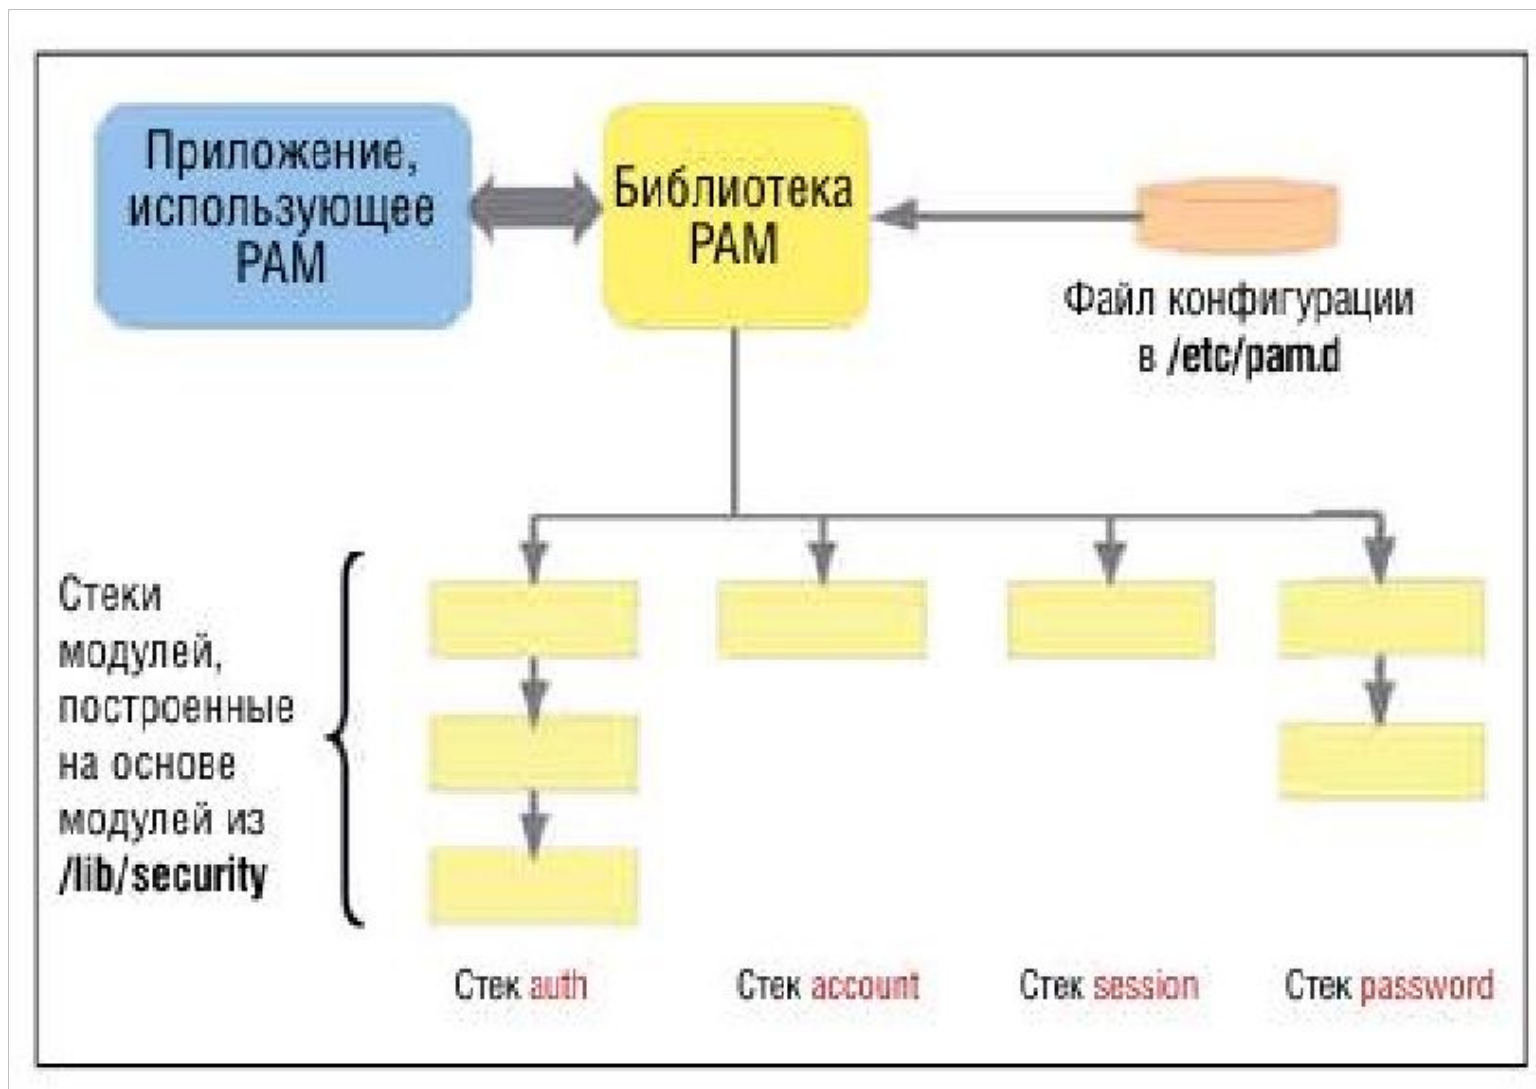 Приложение,
использующее
PAM
Библиотека
PAM
Файл конфигурации
в /etc/pam.d
Стеки
модулей,
построенные
на основе
модулей из
/lib/security
Стек auth
Стек account
Стек session
Стек password